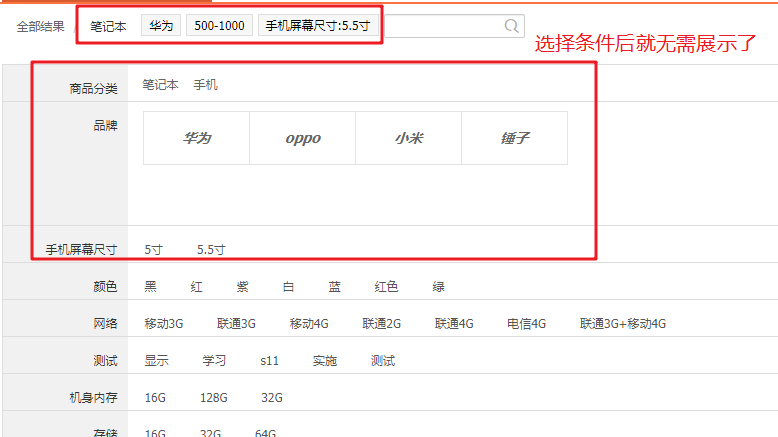 全部结果 笔记本 华为 500-1000 手机屏幕尺寸:5.5寸
选择条件后就无需展示了
商品分类 笔记本 手机
品牌 华为 oppo 小米 锤子
手机屏幕尺寸 5寸 5.5寸
颜色 黑 红 紫 白 蓝 红色 绿
网络 移动3G 联通3G 移动4G 联通2G 联通4G 电信4G 联通3G+移动4G
测试 显示 学习 s11 实施 测试
机身内存 16G 128G 32G
存储 16G 32G 64G